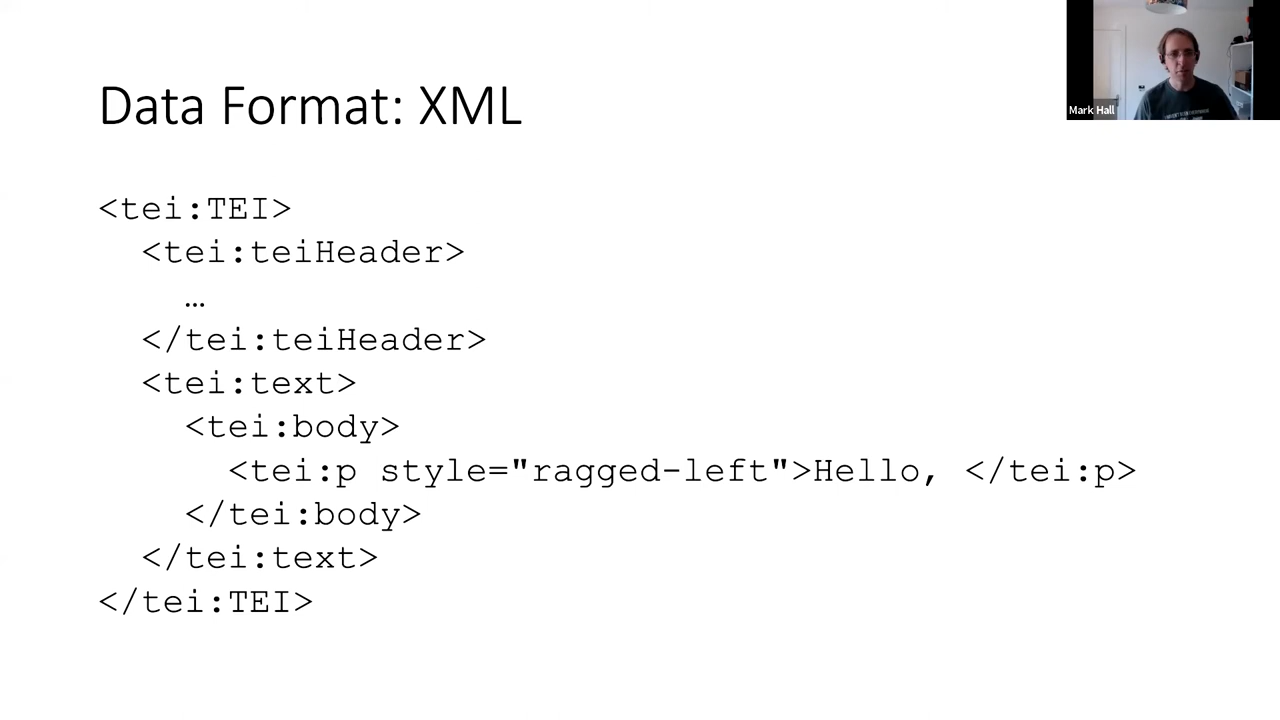 Data Format: XML
Mark Hall
<tei:TEI>
<tei:teiHeader>
…
</tei:teiHeader>
<tei:text>
<tei:body>
<tei:p style="ragged-left">Hello, </tei:p>
</tei:body>
</tei:text>
</tei:TEI>